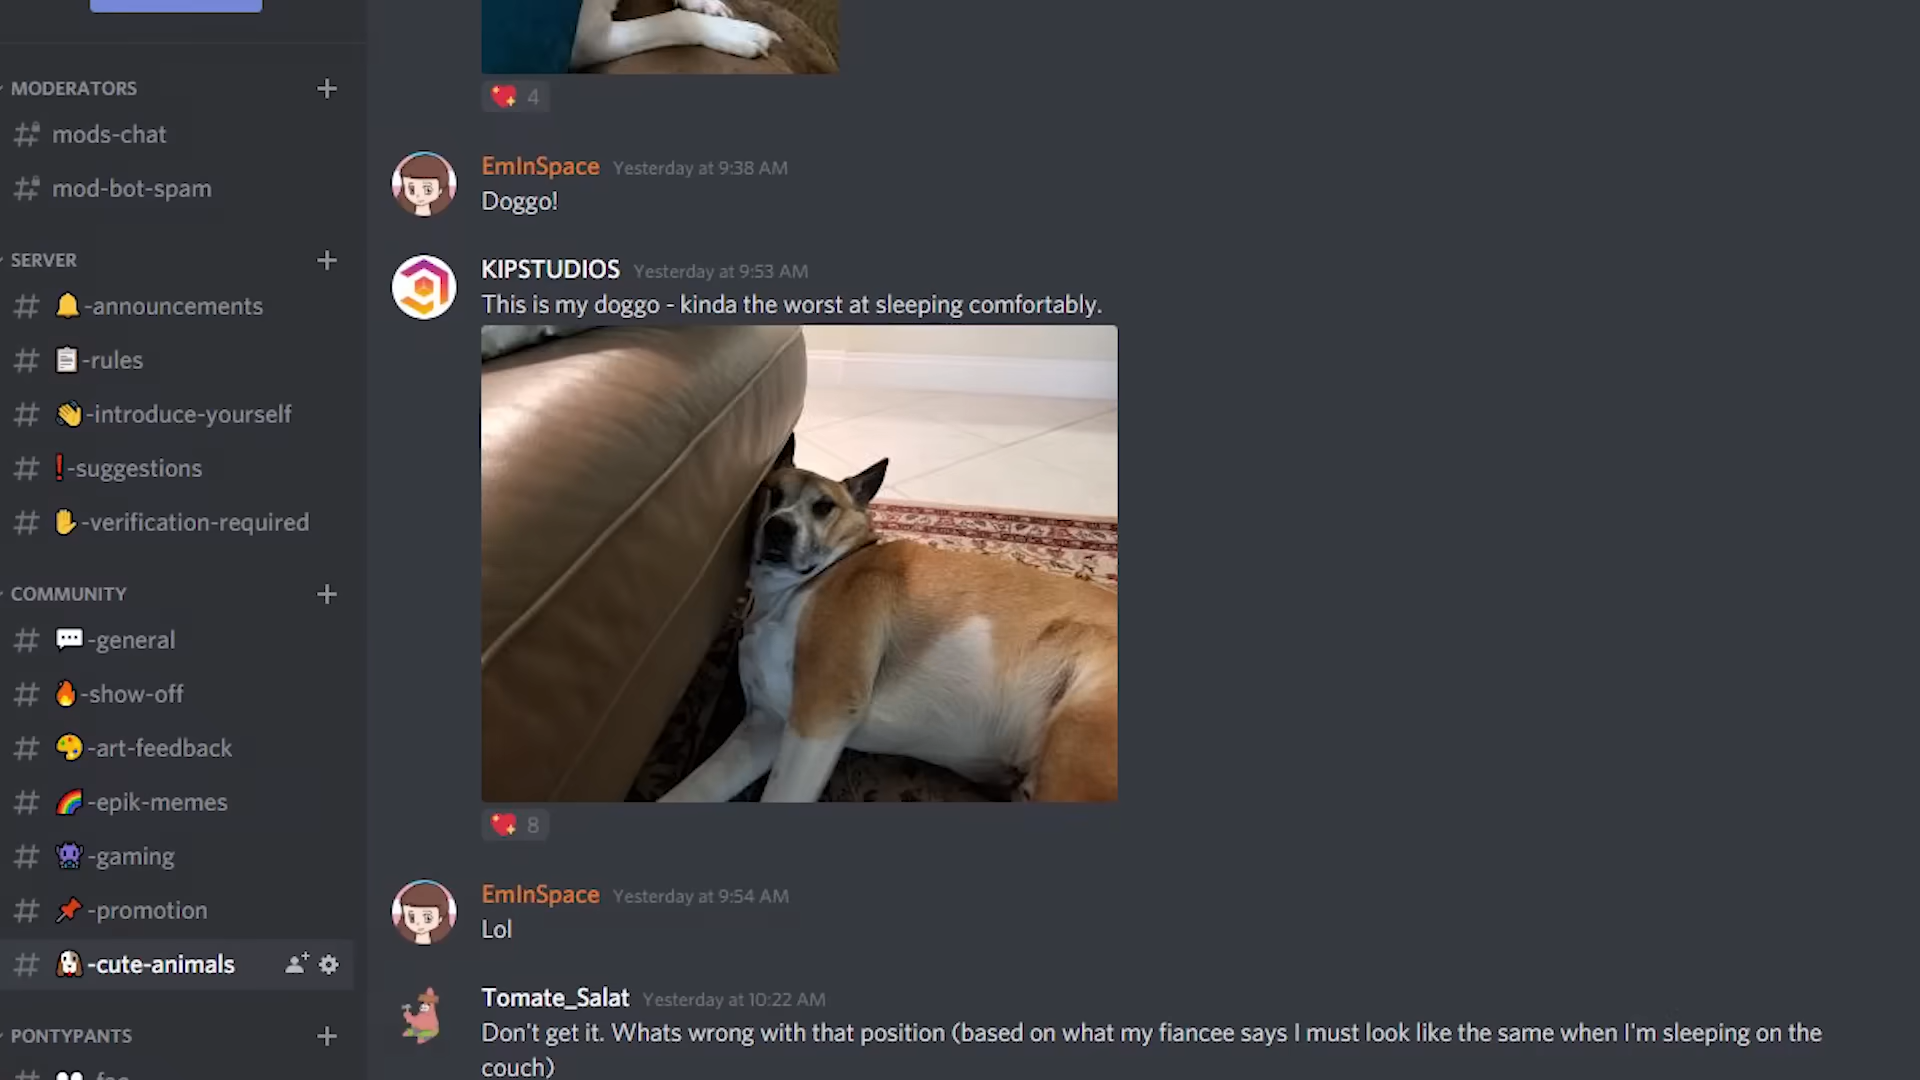 MODERATORS
mods-chat
mod-bot-spam
SERVER
-announcements
-rules
-introduce-yourself
-suggestions
-verification-required
COMMUNITY
-general
-show-off
-art-feedback
-epik-memes
-gaming
-promotion
-cute-animals
PONTYPANTS
4
EmInSpace Yesterday at 9:38 AM
Doggo!
KIPSTUDIOS Yesterday at 9:53 AM
This is my doggo - kinda the worst at sleeping comfortably.
8
EmInSpace Yesterday at 9:54 AM
Lol
Tomate_Salat Yesterday at 10:22 AM
Don't get it. Whats wrong with that position (based on what my fiancee says I must look like the same when I'm sleeping on the
couch)